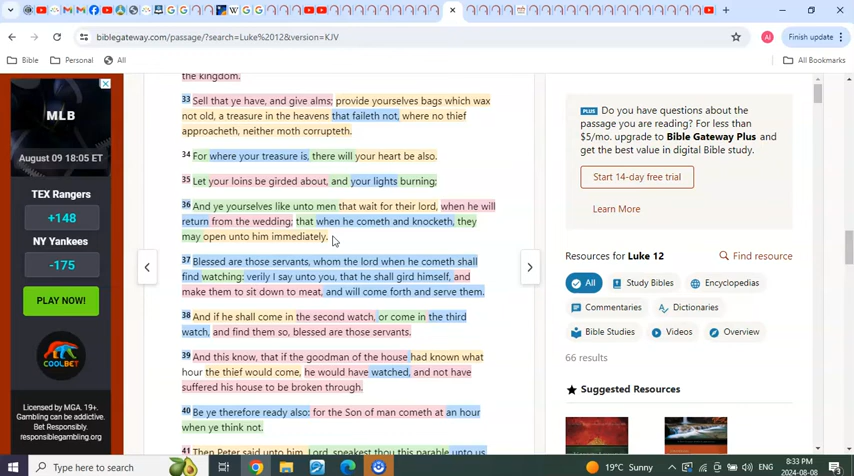 biblegateway.com/passage/?search=Luke%2012&version=KJV
AI
Finish update
Bible
Personal
All
All Bookmarks
the kingdom.
33 Sell that ye have, and give alms; provide yourselves bags which wax
not old, a treasure in the heavens that faileth not, where no thief
approacheth, neither moth corrupteth.
34 For where your treasure is, there will your heart be also.
35 Let your loins be girded about, and your lights burning;
36 And ye yourselves like unto men that wait for their lord, when he will
return from the wedding; that when he cometh and knocketh, they
may open unto him immediately.
37 Blessed are those servants, whom the lord when he cometh shall
find watching: verily I say unto you, that he shall gird himself, and
make them to sit down to meat, and will come forth and serve them.
38 And if he shall come in the second watch, or come in the third
watch, and find them so, blessed are those servants.
39 And this know, that if the goodman of the house had known what
hour the thief would come, he would have watched, and not have
suffered his house to be broken through.
40 Be ye therefore ready also: for the Son of man cometh at an hour
when ye think not.
41 Then Peter said unto him, Lord, speakest thou this parable unto us
MLB
August 09 18:05 ET
TEX Rangers
+148
NY Yankees
-175
PLAY NOW!
COOLBET
Licensed by MGA. 19+.
Gambling can be addictive.
Bet Responsibly.
responsiblegambling.org
PLUS Do you have questions about the
passage you are reading? For less than
$5/mo. upgrade to Bible Gateway Plus and
get the best value in digital Bible study.
Start 14-day free trial
Learn More
Resources for Luke 12
Find resource
All
Study Bibles
Encyclopedias
Commentaries
Dictionaries
Bible Studies
Videos
Overview
66 results
Suggested Resources
Type here to search
19°C Sunny
ENG
8:33 PM
2024-08-08